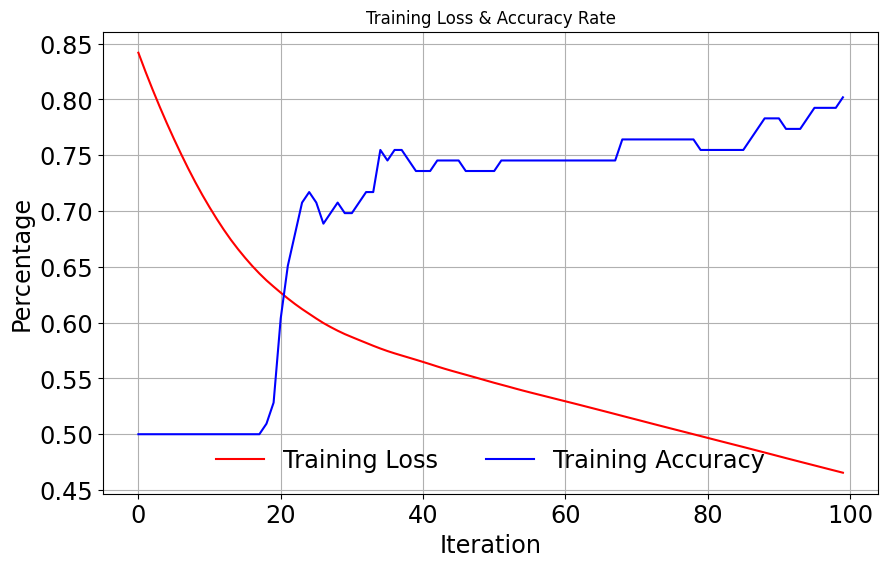 Training Loss & Accuracy Rate
0.85
0.80
0.75
0.70
0.65
0.60
0.55
0.50
0.45
Percentage
Training Loss
Training Accuracy
0 20 40 60 80 100
Iteration